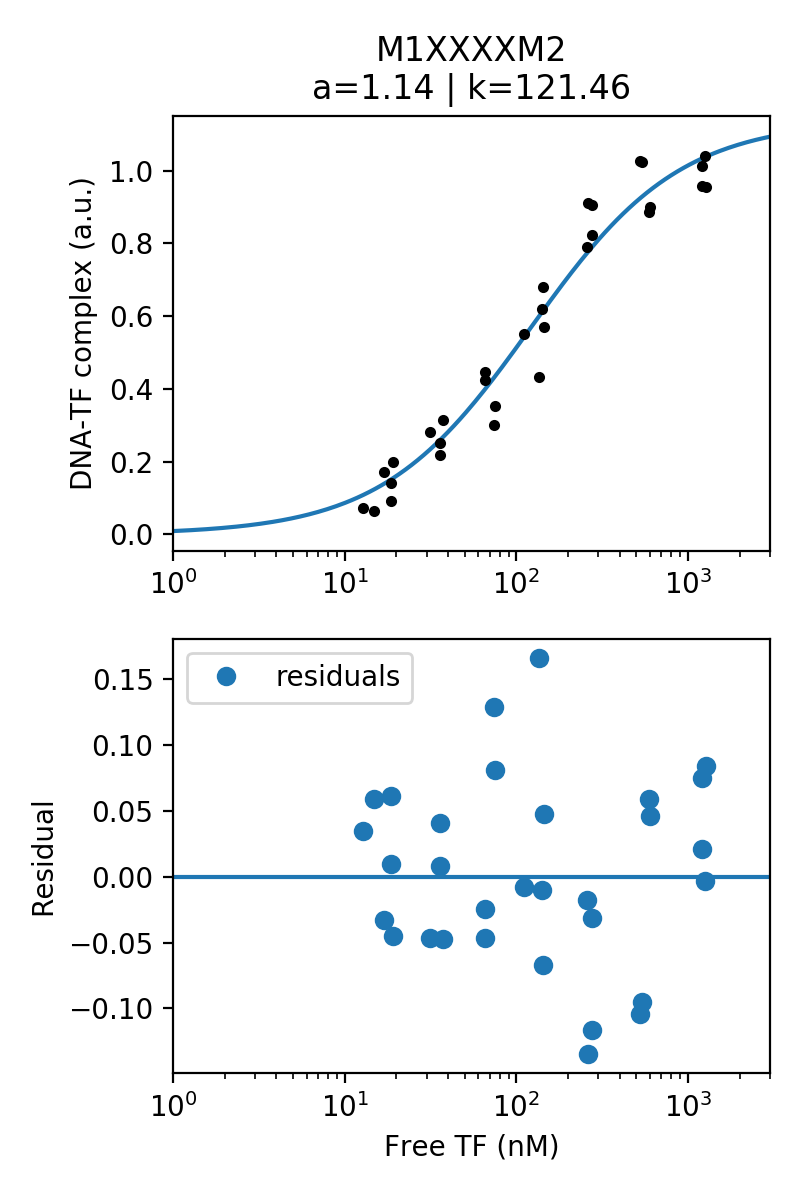 M1XXXXM2
a=1.14 | k=121.46
DNA-TF complex (a.u.)
1.0
0.8
0.6
0.4
0.2
0.0
10⁰ 10¹ 10² 10³
residuals
Residual
0.15
0.10
0.05
0.00
−0.05
−0.10
10⁰ 10¹ 10² 10³
Free TF (nM)